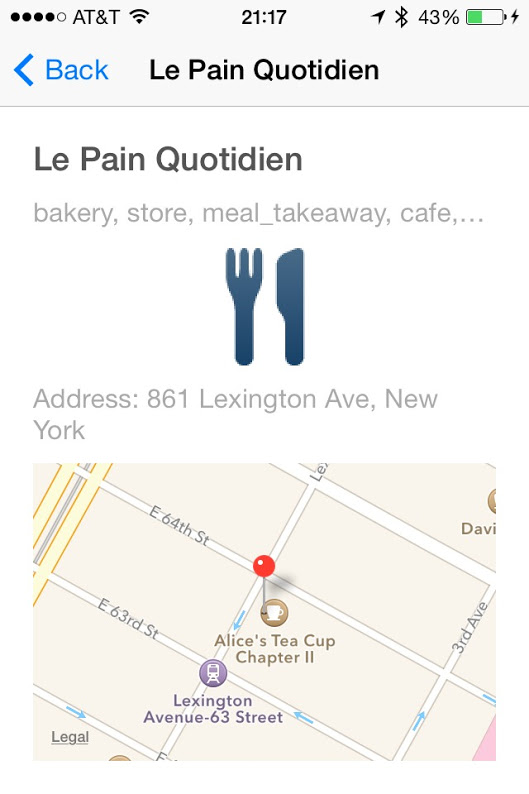 AT&T 21:17 43%
Back Le Pain Quotidien
Le Pain Quotidien
bakery, store, meal_takeaway, cafe,...
Address: 861 Lexington Ave, New
York
Lex
E 64th St
Davi
E 63rd St
3rd Ave
Alice's Tea Cup
Chapter II
Lexington
Avenue-63 Street
Legal